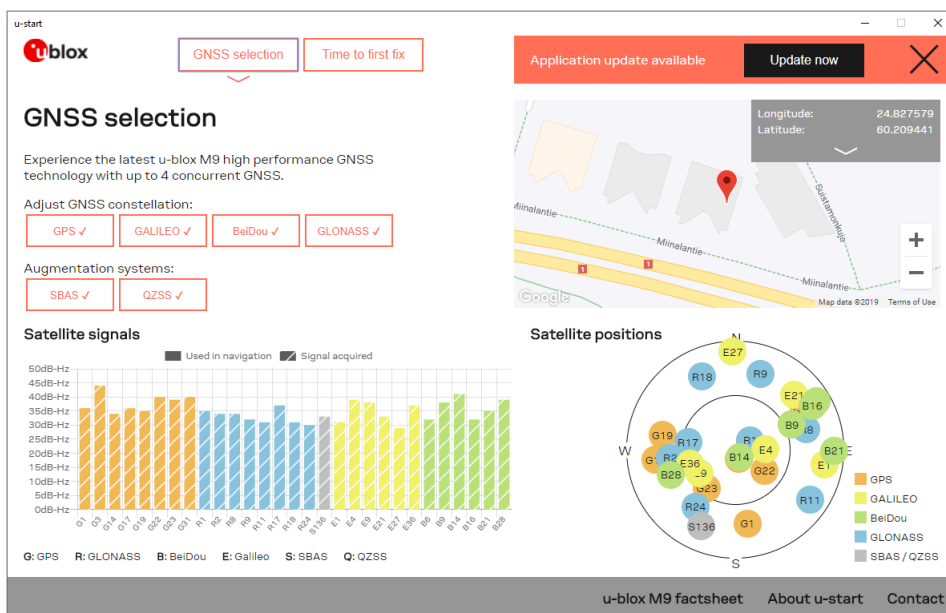 u-start
ublox
GNSS selection
Time to first fix
Application update available
Update now
GNSS selection
Experience the latest u-blox M9 high performance GNSS
technology with up to 4 concurrent GNSS.
Adjust GNSS constellation:
GPS ✓ GALILEO ✓ BeiDou ✓ GLONASS ✓
Augmentation systems:
SBAS ✓ QZSS ✓
Longitude: 24.827579
Latitude: 60.209441
Miinalantie
Suistamonkuja
Miinalantie
1
1
Miinalantie
+
−
Google
Map data ©2019 Terms of Use
Satellite signals
Used in navigation Signal acquired
50dB-Hz
45dB-Hz
40dB-Hz
35dB-Hz
30dB-Hz
25dB-Hz
20dB-Hz
15dB-Hz
10dB-Hz
5dB-Hz
0dB-Hz
G1 G3 G14 G17 G19 G22 G23 G31 R1 R2 R8 R9 R11 R17 R18 R24 S136 E1 E4 E9 E21 E27 E36 B6 B9 B14 B16 B21 B28
G: GPS R: GLONASS B: BeiDou E: Galileo S: SBAS Q: QZSS
Satellite positions
N
E27
R18 R9
E21
B16
B9
G19 R17 E4
W B14 B21 E
E36
B28 G22
G23
R24 R11
S136 G1
S
GPS
GALILEO
BeiDou
GLONASS
SBAS / QZSS
u-blox M9 factsheet About u-start Contact